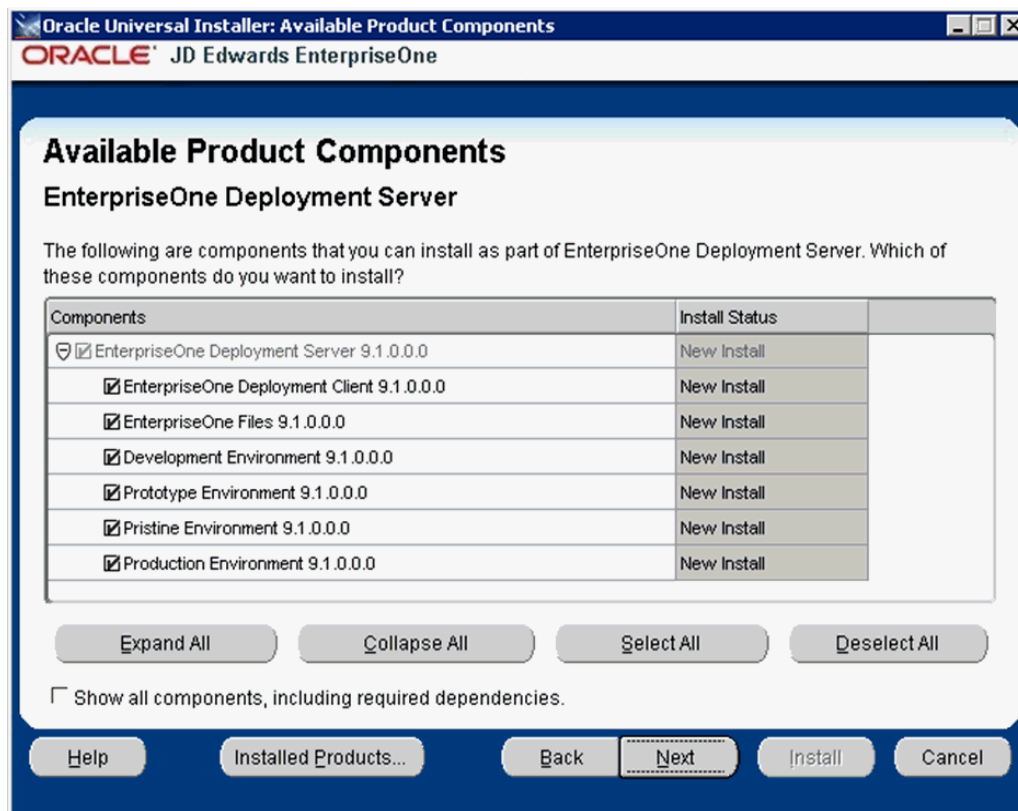 Oracle Universal Installer: Available Product Components
ORACLE JD Edwards EnterpriseOne
Available Product Components
EnterpriseOne Deployment Server
The following are components that you can install as part of EnterpriseOne Deployment Server. Which of
these components do you want to install?
Components Install Status
EnterpriseOne Deployment Server 9.1.0.0.0 New Install
EnterpriseOne Deployment Client 9.1.0.0.0 New Install
EnterpriseOne Files 9.1.0.0.0 New Install
Development Environment 9.1.0.0.0 New Install
Prototype Environment 9.1.0.0.0 New Install
Pristine Environment 9.1.0.0.0 New Install
Production Environment 9.1.0.0.0 New Install
Expand All Collapse All Select All Deselect All
Show all components, including required dependencies.
Help Installed Products... Back Next Install Cancel